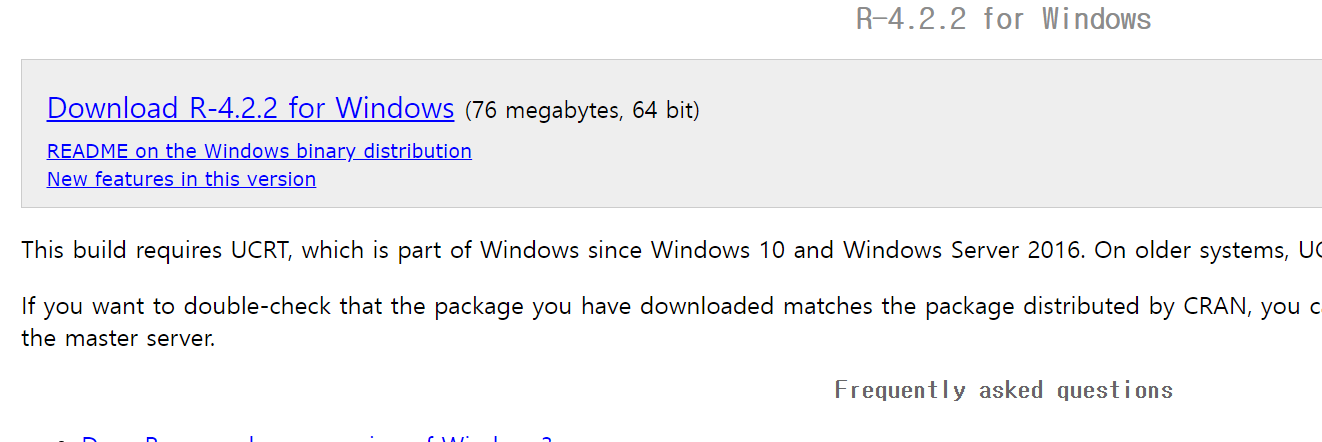 R-4.2.2 for Windows
Download R-4.2.2 for Windows (76 megabytes, 64 bit)
README on the Windows binary distribution
New features in this version
This build requires UCRT, which is part of Windows since Windows 10 and Windows Server 2016. On older systems,
If you want to double-check that the package you have downloaded matches the package distributed by CRAN, you
the master server.
Frequently asked questions